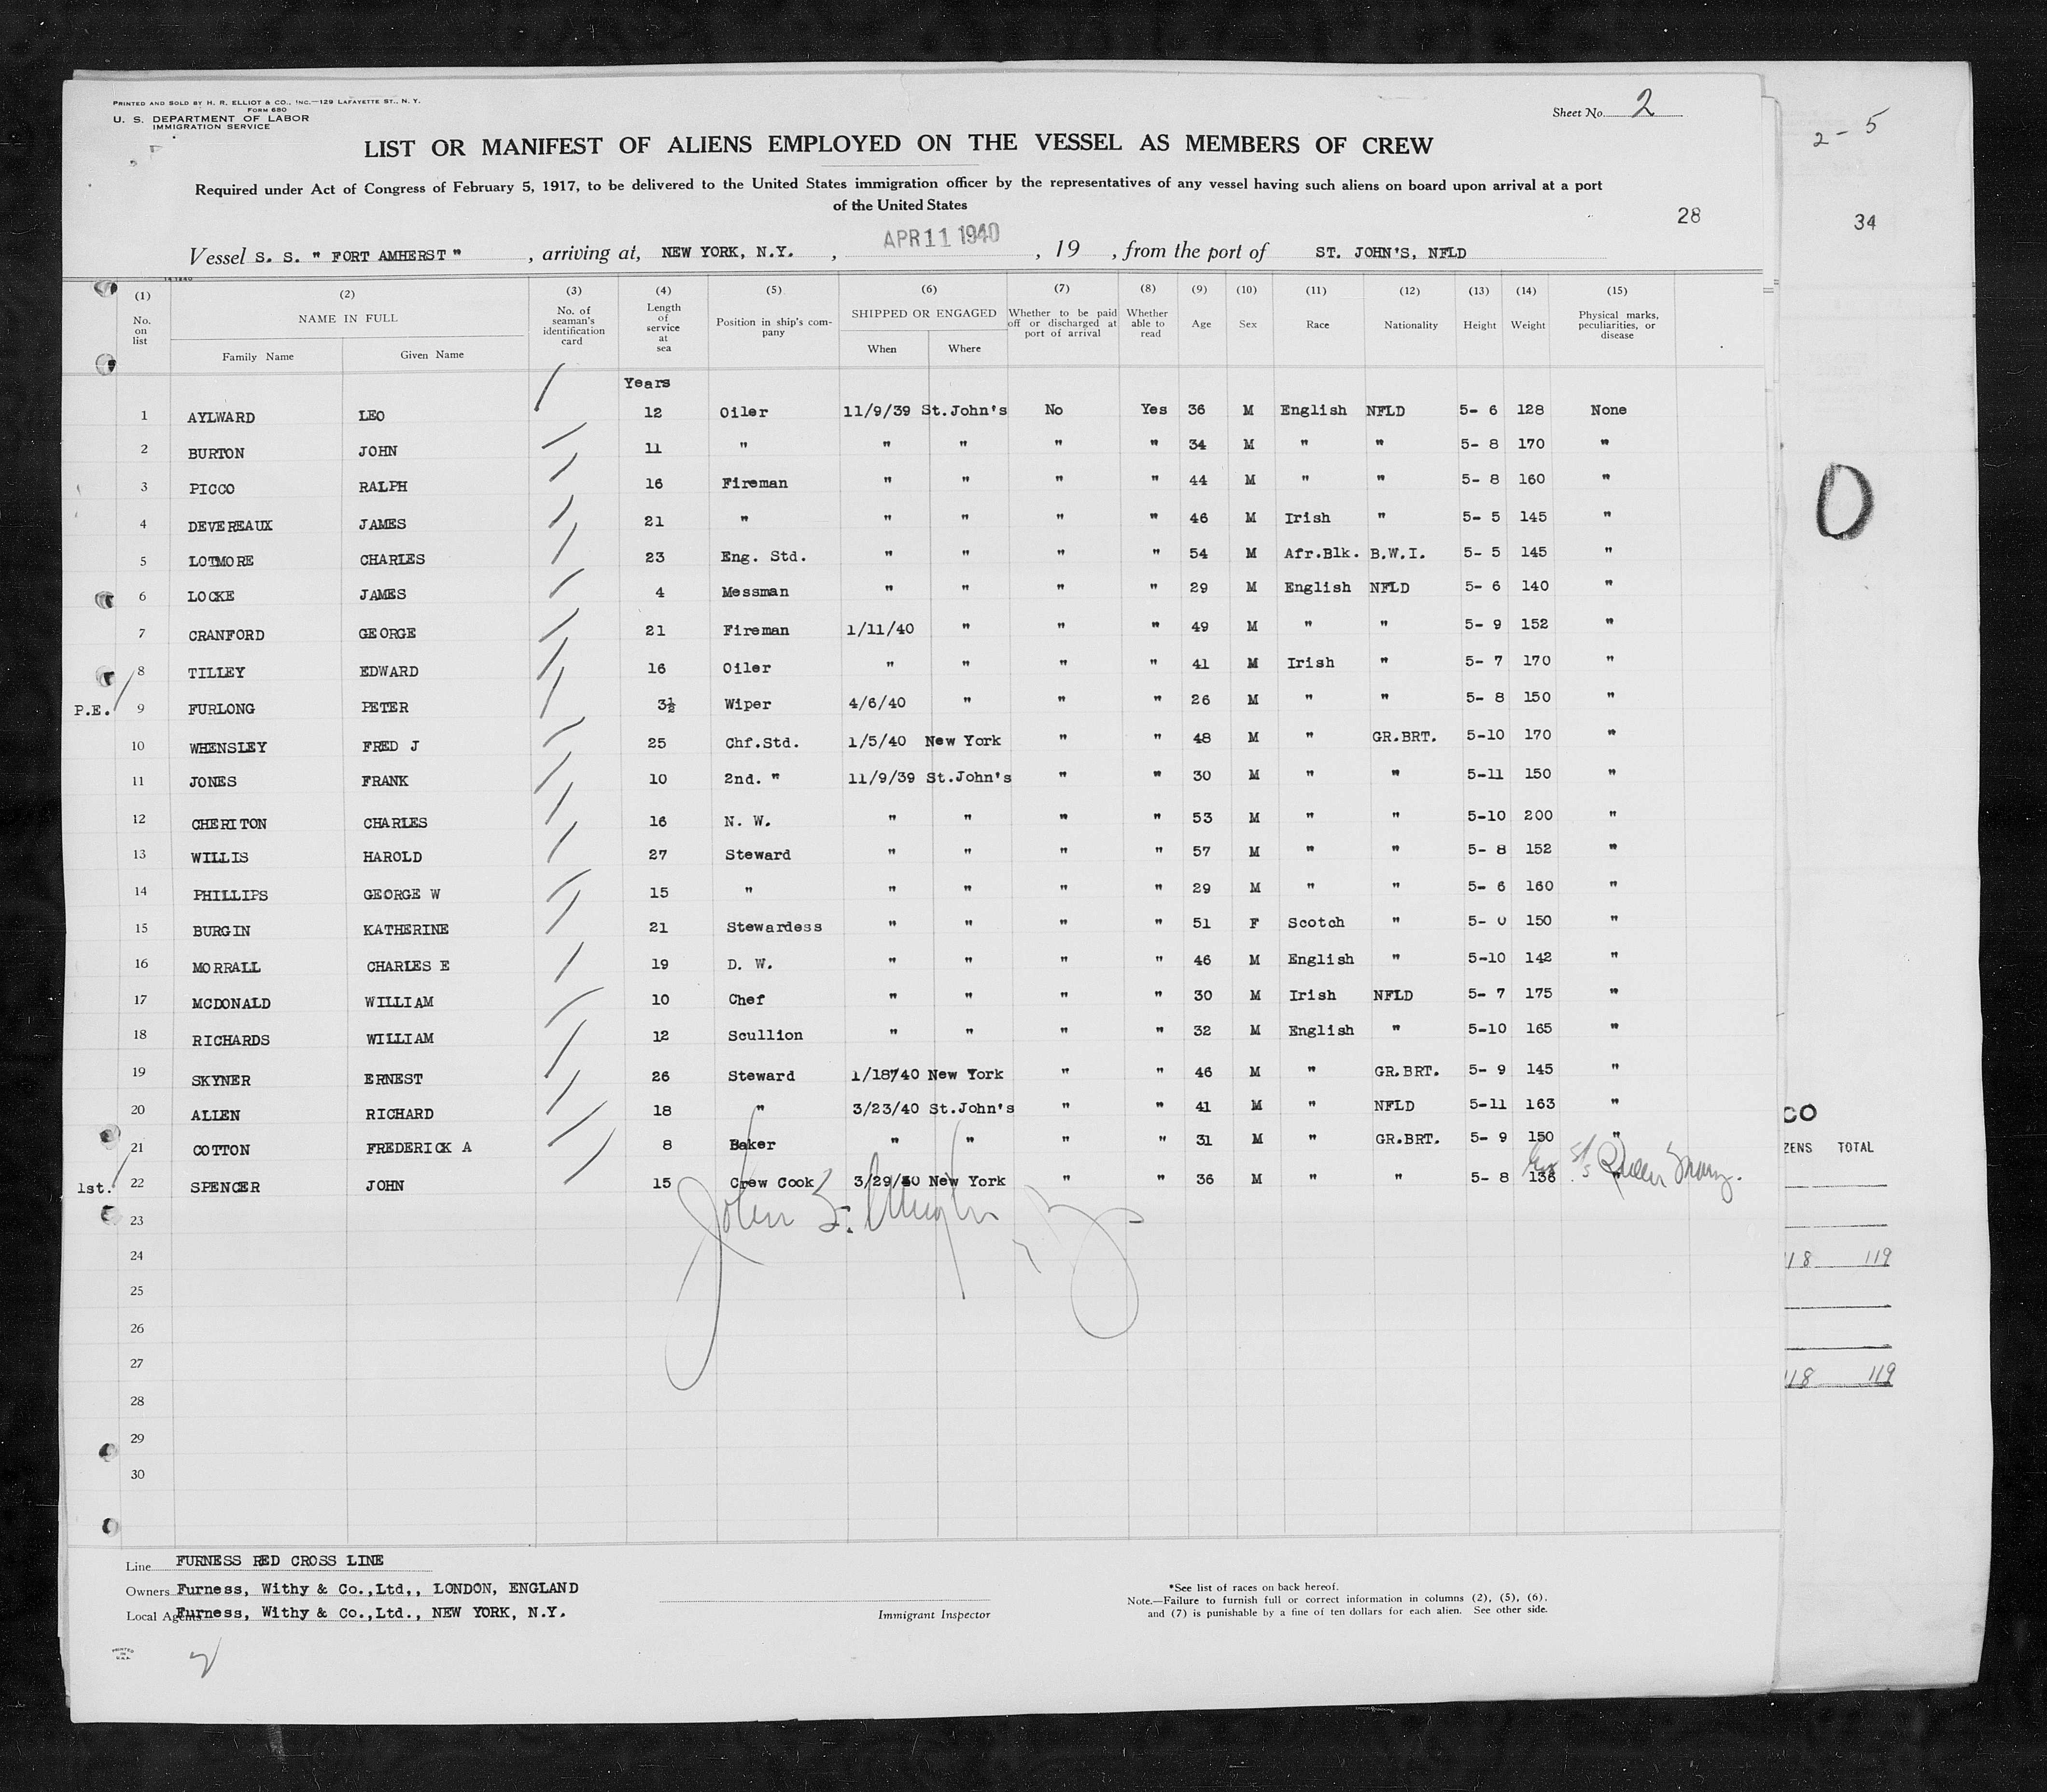 PRINTED AND SOLD BY H. R. ELLIOT & CO., INC.—129 LAFAYETTE ST., N. Y.
FORM 680
U. S. DEPARTMENT OF LABOR
IMMIGRATION SERVICE
Sheet No. 2
2 - 5
LIST OR MANIFEST OF ALIENS EMPLOYED ON THE VESSEL AS MEMBERS OF CREW
Required under Act of Congress of February 5, 1917, to be delivered to the United States immigration officer by the representatives of any vessel having such aliens on board upon arrival at a port
of the United States
28
34
Vessel S. S. " FORT AMHERST " , arriving at, NEW YORK, N.Y. , APR 11 1940 , 19 , from the port of ST. JOHN'S, NFLD
(1) (2) (3) (4) (5) (6) (7) (8) (9) (10) (11) (12) (13) (14) (15)
No. on list NAME IN FULL Family Name Given Name No. of seaman's identification card Length of service at sea Position in ship's company SHIPPED OR ENGAGED When Where Whether to be paid off or discharged at port of arrival Whether able to read Age Sex Race Nationality Height Weight Physical marks, peculiarities, or disease
Years
1 AYLWARD LEO 12 Oiler 11/9/39 St.John's No Yes 36 M English NFLD 5- 6 128 None
2 BURTON JOHN 11 " " " " " 34 M " " 5- 8 170 "
3 PICCO RALPH 16 Fireman " " " " 44 M " " 5- 8 160 "
4 DEVEREAUX JAMES 21 " " " " " 46 M Irish " 5- 5 145 "
5 LOTMORE CHARLES 23 Eng. Std. " " " " 54 M Afr.Blk. B.W.I. 5- 5 145 "
6 LOCKE JAMES 4 Messman " " " " 29 M English NFLD 5- 6 140 "
7 CRANFORD GEORGE 21 Fireman 1/11/40 " " " 49 M " " 5- 9 152 "
8 TILLEY EDWARD 16 Oiler " " " " 41 M Irish " 5- 7 170 "
P.E. 9 FURLONG PETER 3½ Wiper 4/6/40 " " " 26 M " " 5- 8 150 "
10 WHENSLEY FRED J 25 Chf.Std. 1/5/40 New York " " 48 M " GR.BRT. 5-10 170 "
11 JONES FRANK 10 2nd. " 11/9/39 St.John's " " 30 M " " 5-11 150 "
12 CHERITON CHARLES 16 N. W. " " " " 53 M " " 5-10 200 "
13 WILLIS HAROLD 27 Steward " " " " 57 M " " 5- 8 152 "
14 PHILLIPS GEORGE W 15 " " " " " 29 M " " 5- 6 160 "
15 BURGIN KATHERINE 21 Stewardess " " " " 51 F Scotch " 5- 0 150 "
16 MORRALL CHARLES E 19 D. W. " " " " 46 M English " 5-10 142 "
17 MCDONALD WILLIAM 10 Chef " " " " 30 M Irish NFLD 5- 7 175 "
18 RICHARDS WILLIAM 12 Scullion " " " " 32 M English " 5-10 165 "
19 SKYNER ERNEST 26 Steward 1/18/40 New York " " 46 M " GR.BRT. 5- 9 145 "
20 ALLEN RICHARD 18 " 3/23/40 St.John's " " 41 M " NFLD 5-11 163 "
21 COTTON FREDERICK A 8 Baker " " " " 31 M " GR.BRT. 5- 9 150 "
1st. 22 SPENCER JOHN 15 Crew Cook 3/29/40 New York " " 36 M " " 5- 8 136 " Queen Mary.
John
23
24
25
26
27
28
29
30
CO
ZENS TOTAL
118 119
118 119
Line FURNESS RED CROSS LINE
Owners Furness, Withy & Co.,Ltd,, LONDON, ENGLAND
Local Agents Furness, Withy & Co.,Ltd., NEW YORK, N.Y.
Immigrant Inspector
*See list of races on back hereof.
Note.—Failure to furnish full or correct information in columns (2), (5), (6),
and (7) is punishable by a fine of ten dollars for each alien. See other side.
PRINTED IN U.S.A.